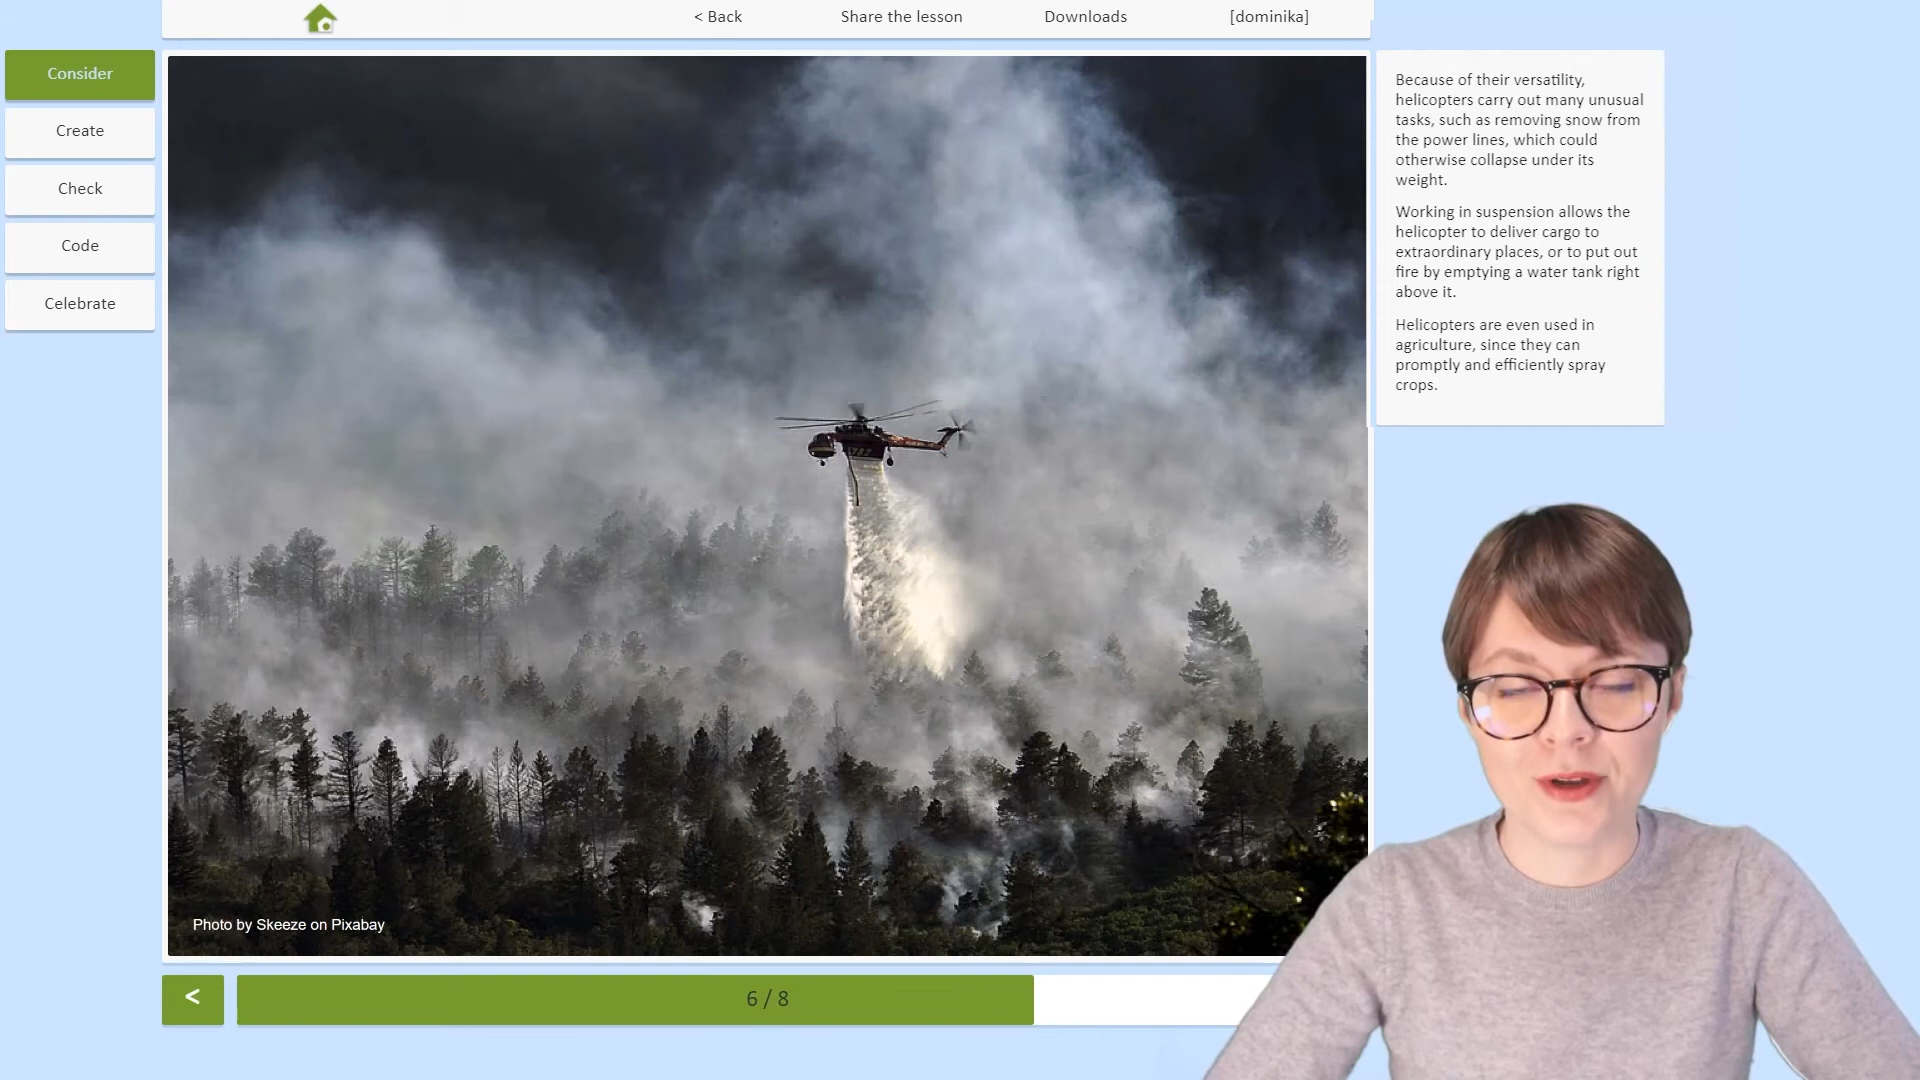 < Back
Share the lesson
Downloads
[dominika]
Consider
Create
Check
Code
Celebrate
Because of their versatility,
helicopters carry out many unusual
tasks, such as removing snow from
the power lines, which could
otherwise collapse under its
weight.
Working in suspension allows the
helicopter to deliver cargo to
extraordinary places, or to put out
fire by emptying a water tank right
above it.
Helicopters are even used in
agriculture, since they can
promptly and efficiently spray
crops.
Photo by Skeeze on Pixabay
<
6 / 8